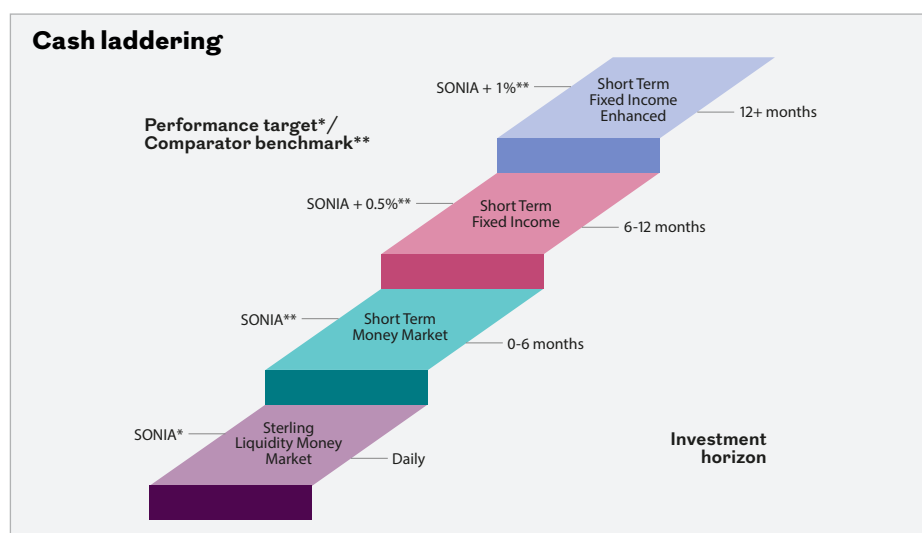 Cash laddering
Performance target*/
Comparator benchmark**
SONIA + 1%**
Short Term
Fixed Income
Enhanced
12+ months
SONIA + 0.5%**
Short Term
Fixed Income
6-12 months
SONIA**
Short Term
Money Market
0-6 months
SONIA*
Sterling
Liquidity Money
Market
Daily
Investment
horizon